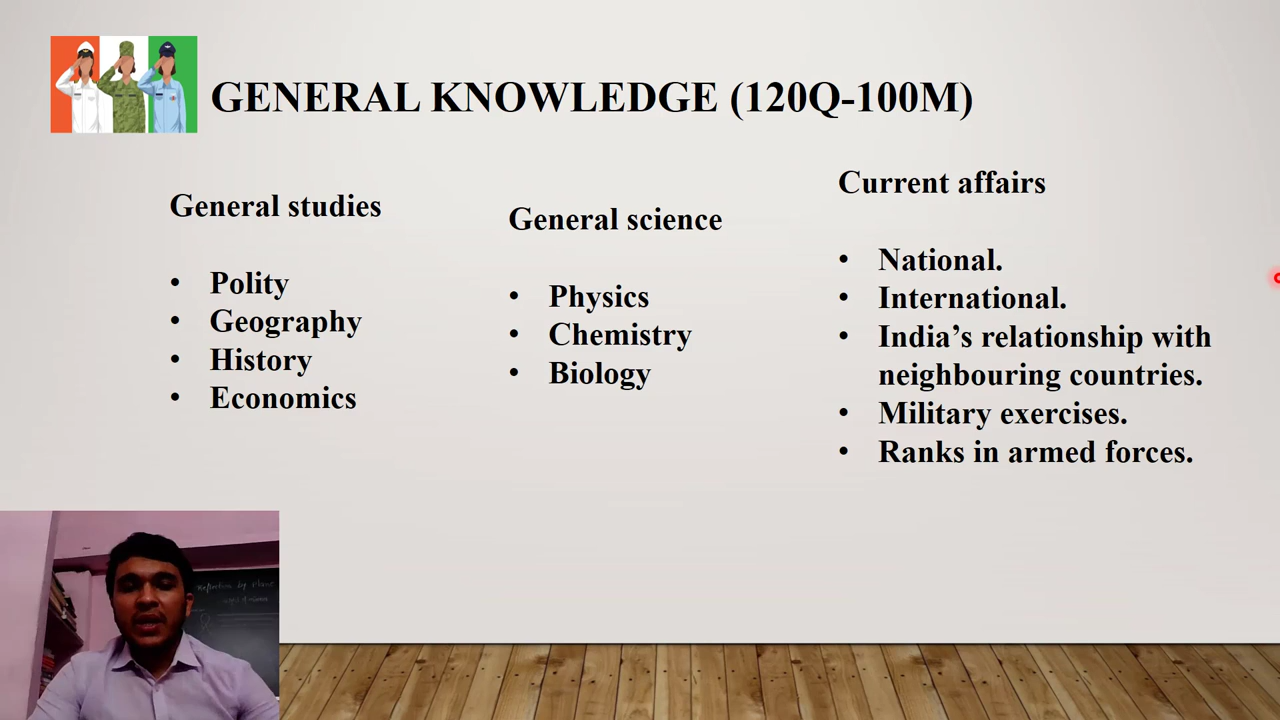 GENERAL KNOWLEDGE (120Q-100M)
General studies
• Polity
• Geography
• History
• Economics
General science
• Physics
• Chemistry
• Biology
Current affairs
• National.
• International.
• India’s relationship with
neighbouring countries.
• Military exercises.
• Ranks in armed forces.